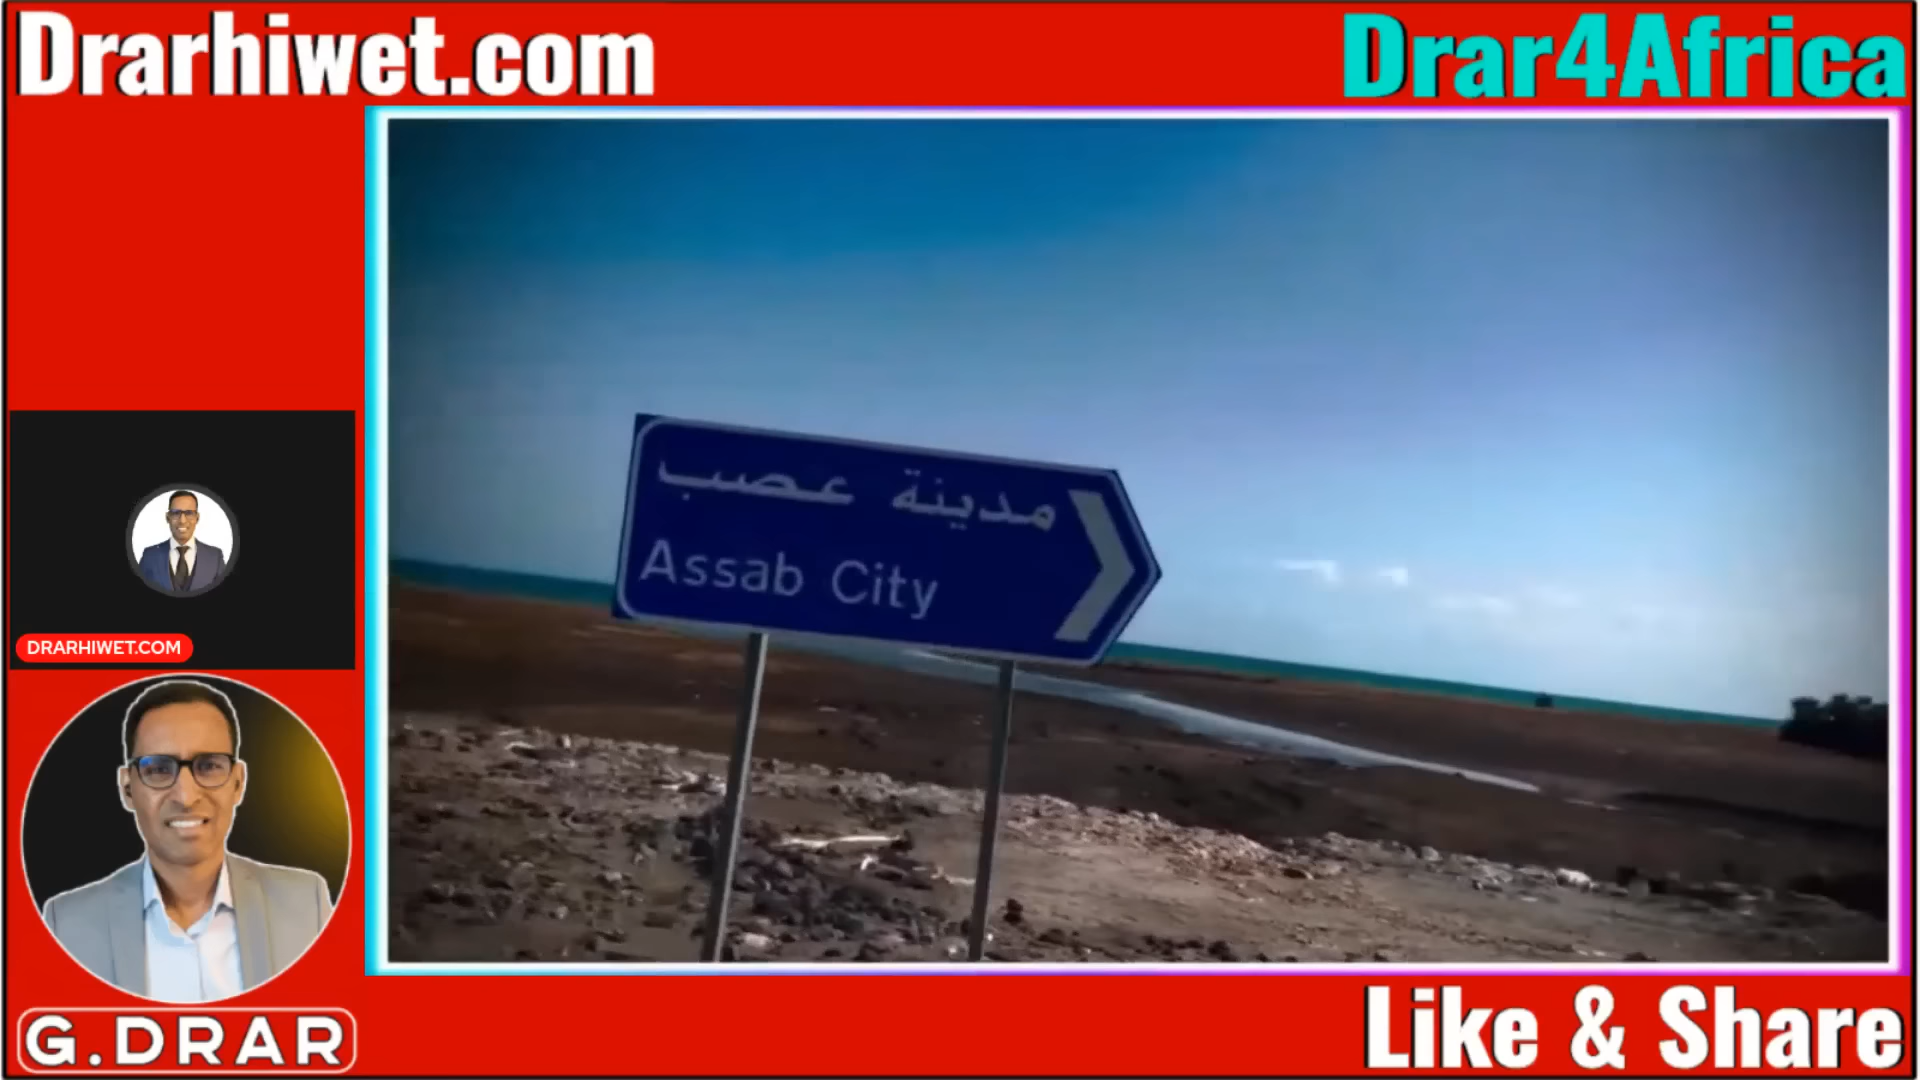 Drarhiwet.com
Drar4Africa
مدينة عصب
Assab City
DRARHIWET.COM
G.DRAR
Like & Share